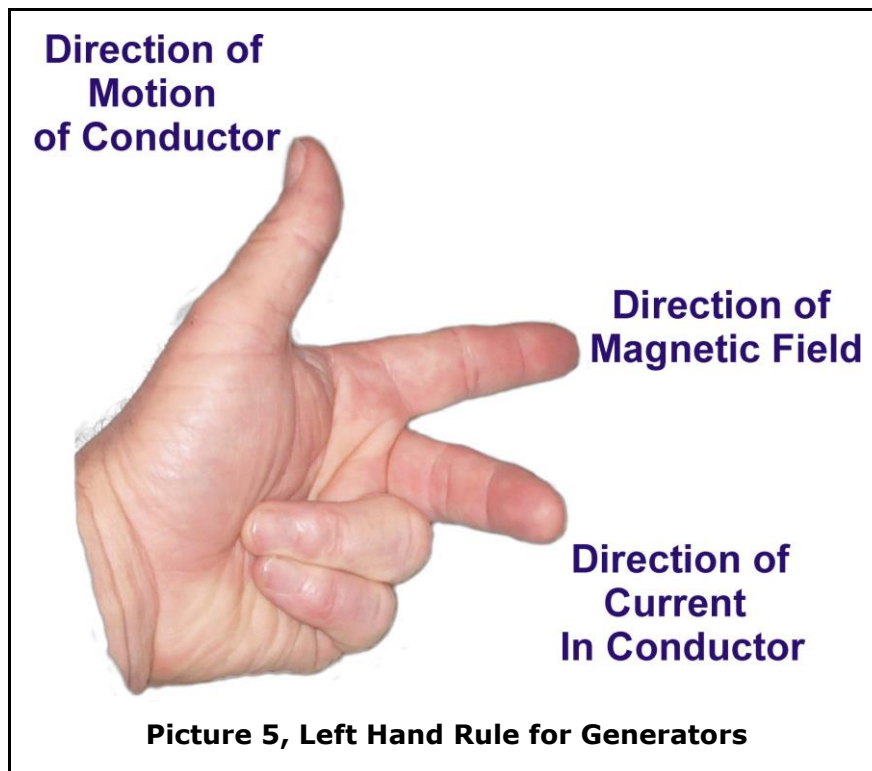 Direction of
Motion
of Conductor
Direction of
Magnetic Field
Direction of
Current
In Conductor
Picture 5, Left Hand Rule for Generators